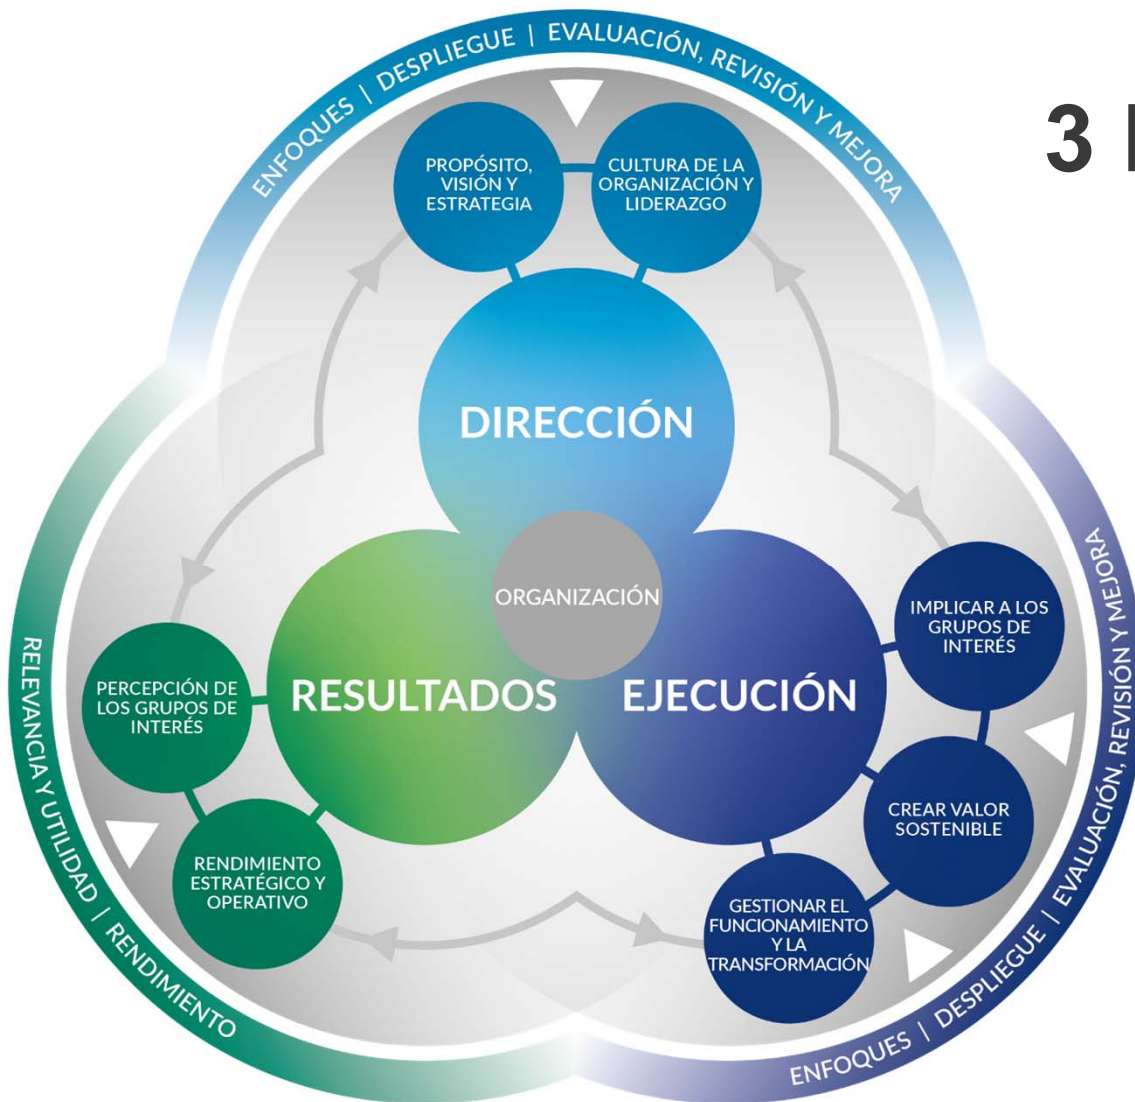 ENFOQUES | DESPLIEGUE | EVALUACIÓN, REVISIÓN Y MEJORA
3
PROPÓSITO,
VISIÓN Y
ESTRATEGIA
CULTURA DE LA
ORGANIZACIÓN Y
LIDERAZGO
DIRECCIÓN
ORGANIZACIÓN
RESULTADOS
EJECUCIÓN
IMPLICAR A LOS
GRUPOS DE
INTERÉS
CREAR VALOR
SOSTENIBLE
GESTIONAR EL
FUNCIONAMIENTO
Y LA
TRANSFORMACIÓN
PERCEPCIÓN DE
LOS GRUPOS DE
INTERÉS
RENDIMIENTO
ESTRATÉGICO Y
OPERATIVO
RELEVANCIA Y UTILIDAD | RENDIMIENTO
ENFOQUES | DESPLIEGUE | EVALUACIÓN, REVISIÓN Y MEJORA